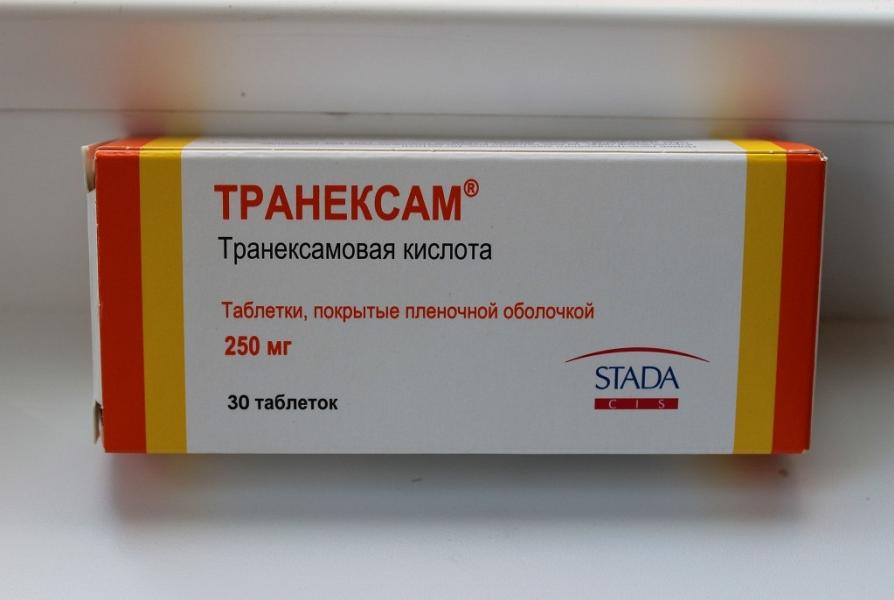 ТРАНЕКСАМ®
Транексамовая кислота
Таблетки, покрытые пленочной оболочкой
250 мг
30 таблеток
STADA
CIS